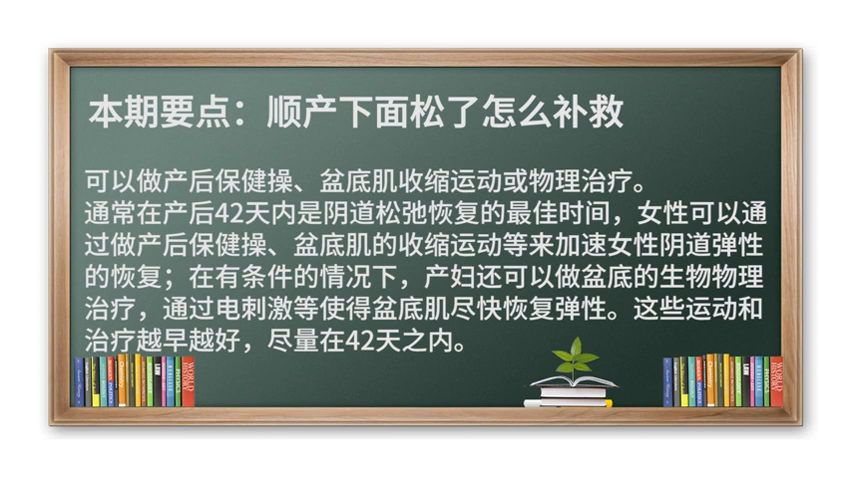 本期要点：顺产下面松了怎么补救
可以做产后保健操、盆底肌收缩运动或物理治疗。
通常在产后42天内是阴道松弛恢复的最佳时间，女性可以通
过做产后保健操、盆底肌的收缩运动等来加速女性阴道弹性
的恢复；在有条件的情况下，产妇还可以做盆底的生物物理
治疗，通过电刺激等使得盆底肌尽快恢复弹性。这些运动和
治疗越早越好，尽量在42天之内。